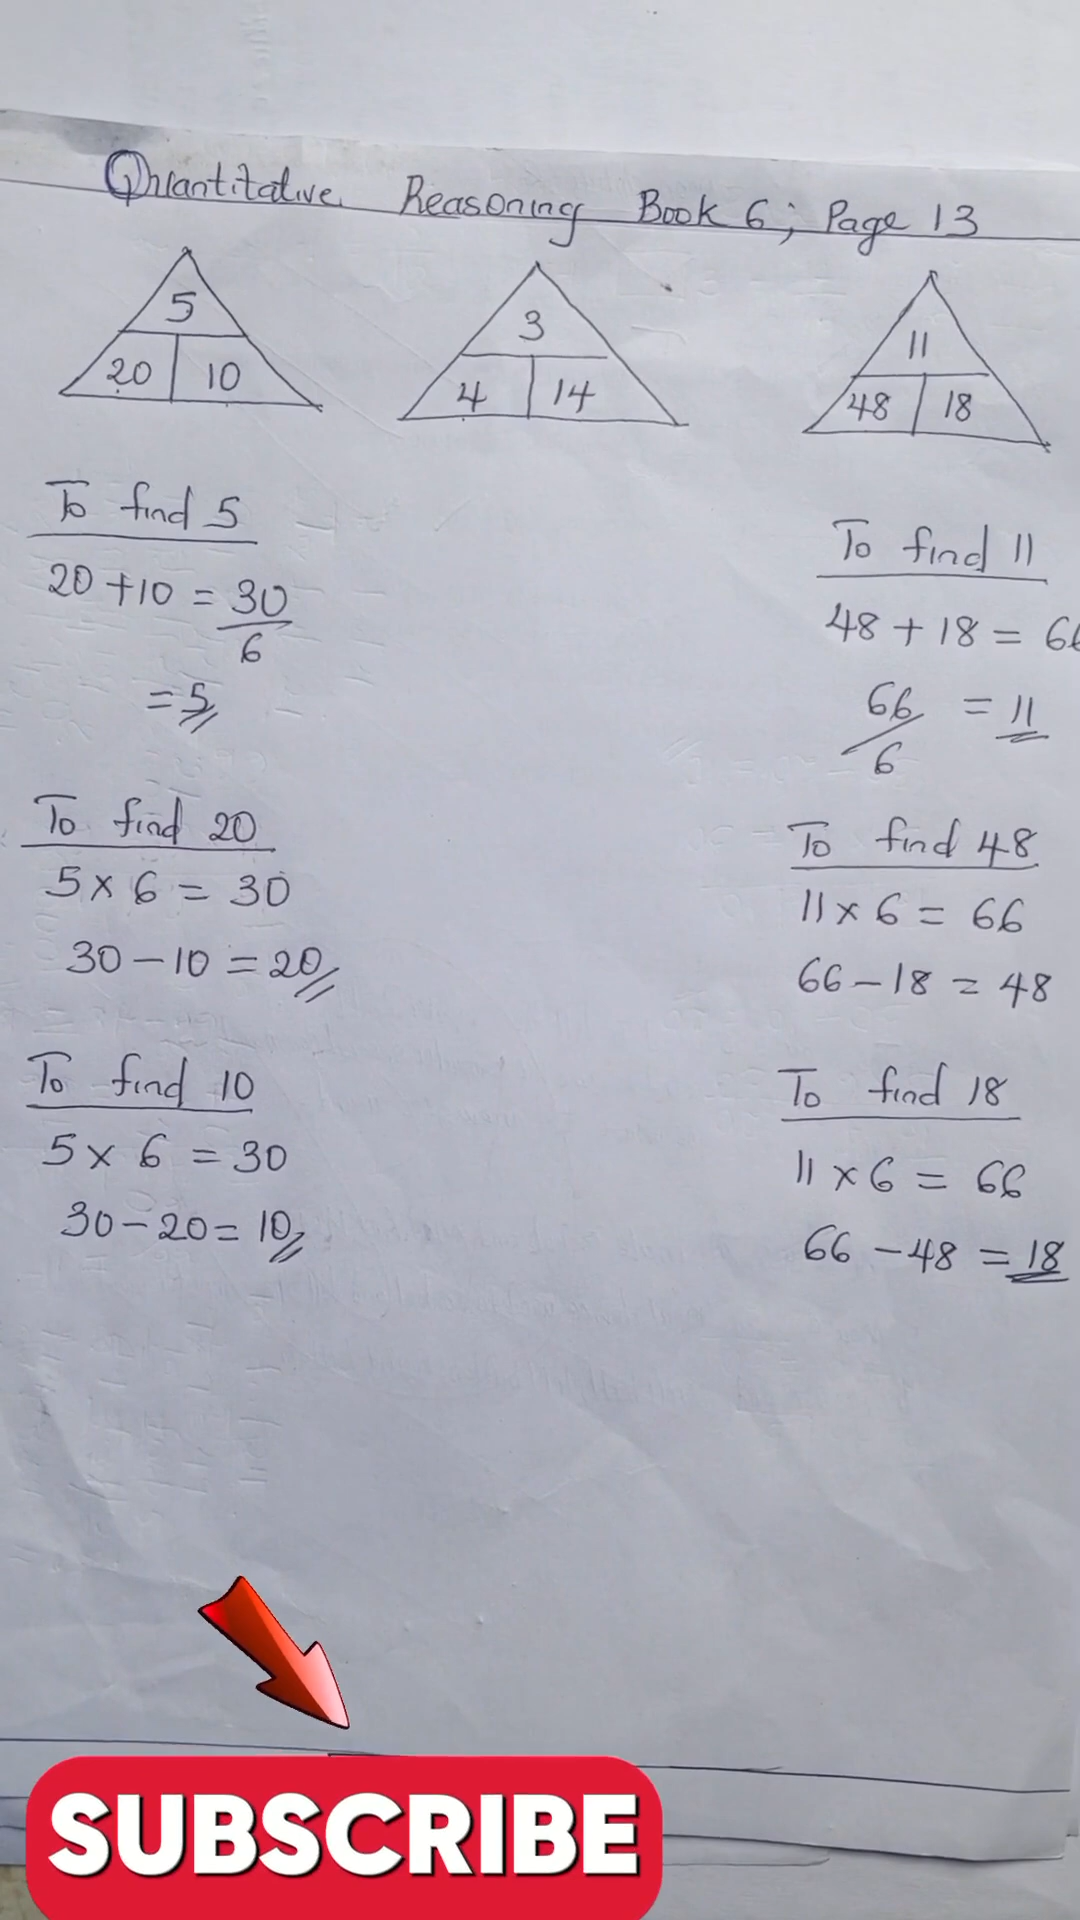 Quantitative Reasoning Book 6; Page 13
5
20 10
3
4 14
11
48 18
To find 5
20 + 10 = 30
6
= 5
To find 20
5 x 6 = 30
30 - 10 = 20
To find 10
5 x 6 = 30
30 - 20 = 10
To find 11
48 + 18 = 66
66/6 = 11
To find 48
11 x 6 = 66
66 - 18 = 48
To find 18
11 x 6 = 66
66 - 48 = 18
SUBSCRIBE